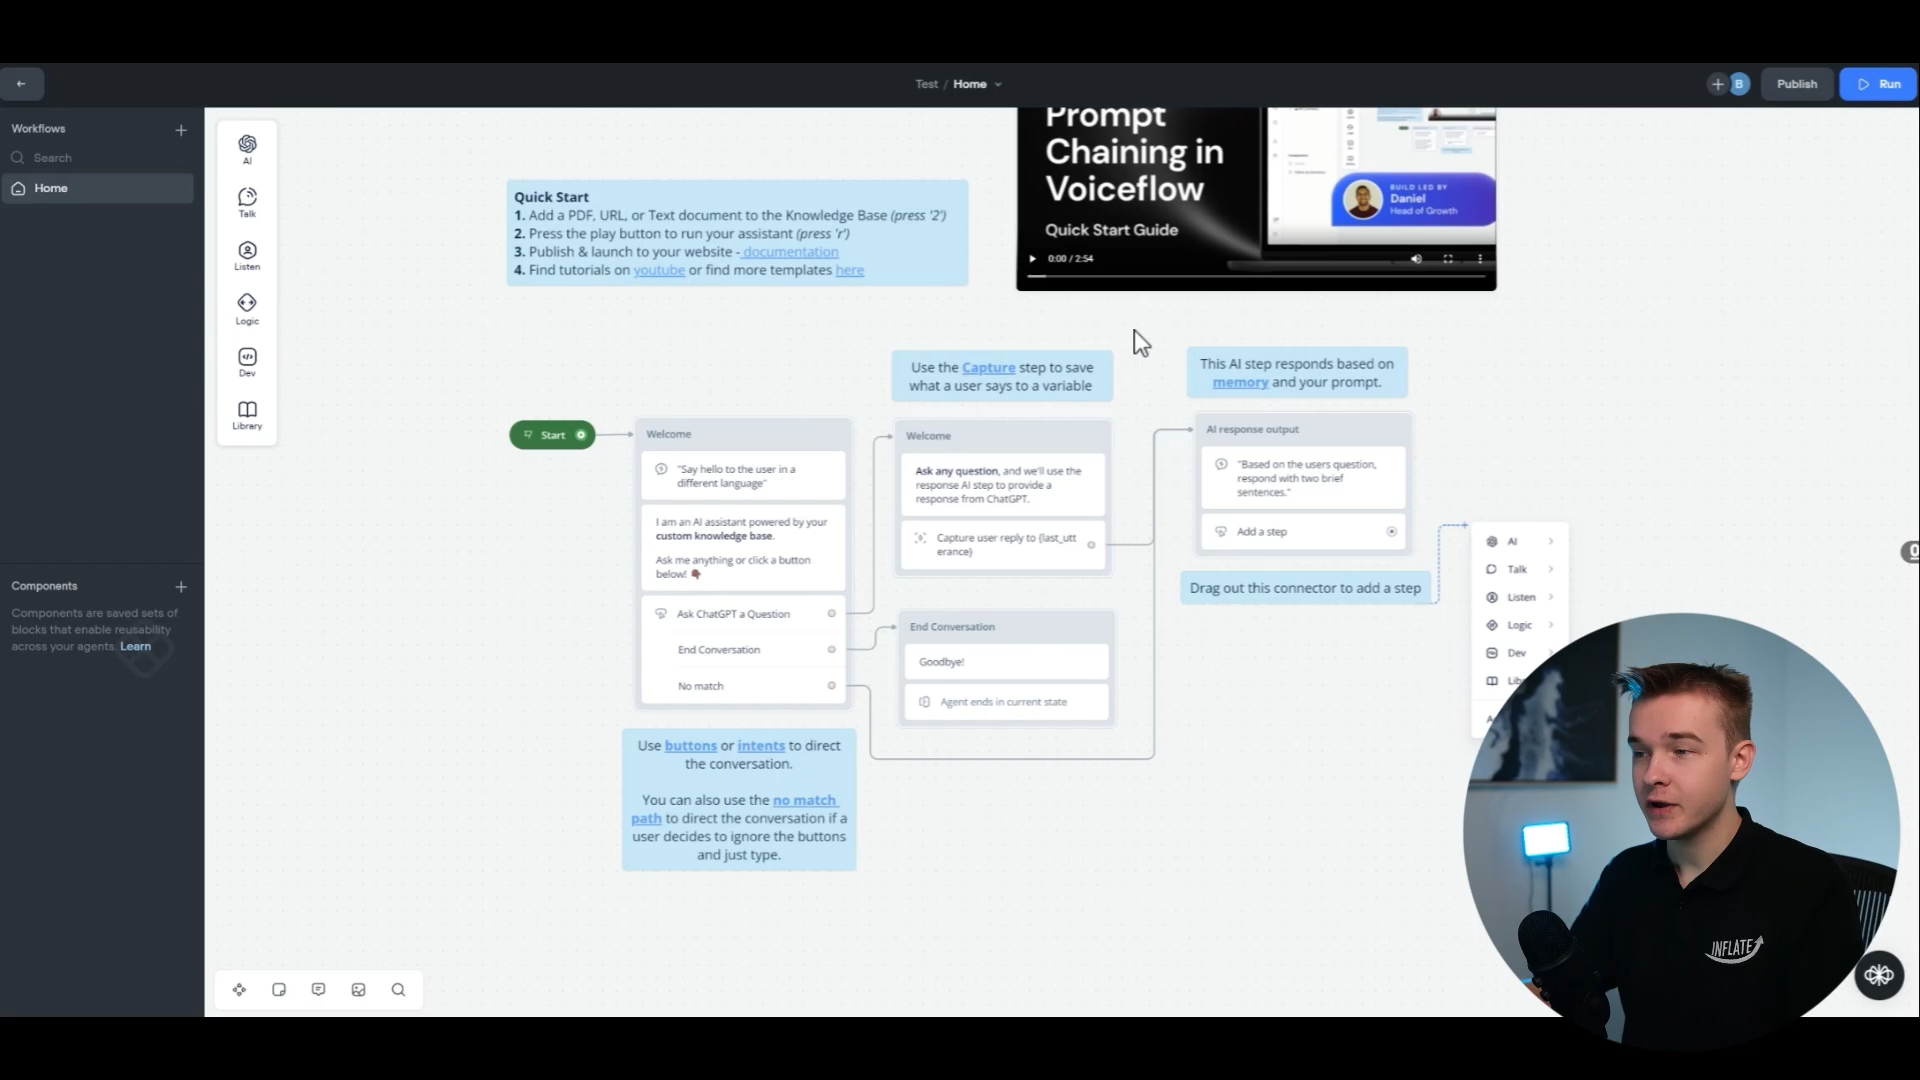 Test / Home
B
Publish
Run
Workflows
Search
Home
Components
Components are saved sets of
blocks that enable reusability
across your agents. Learn
AI
Talk
Listen
Logic
Dev
Library
Quick Start
1. Add a PDF, URL, or Text document to the Knowledge Base (press '2')
2. Press the play button to run your assistant (press 'r')
3. Publish & launch to your website - documentation
4. Find tutorials on youtube or find more templates here
Prompt
Chaining in
Voiceflow
Quick Start Guide
0:00 / 2:54
BUILD LED BY
Daniel
Head of Growth
Use the Capture step to save
what a user says to a variable
This AI step responds based on
memory and your prompt.
Start
Welcome
"Say hello to the user in a
different language"
I am an AI assistant powered by your
custom knowledge base.
Ask me anything or click a button
below!
Ask ChatGPT a Question
End Conversation
No match
Welcome
Ask any question, and we'll use the
response AI step to provide a
response from ChatGPT.
Capture user reply to {last_utt
erance}
End Conversation
Goodbye!
Agent ends in current state
AI response output
"Based on the users question,
respond with two brief
sentences."
Add a step
Drag out this connector to add a step
AI
Talk
Listen
Logic
Dev
Use buttons or intents to direct
the conversation.
You can also use the no match
path to direct the conversation if a
user decides to ignore the buttons
and just type.
INFLATE